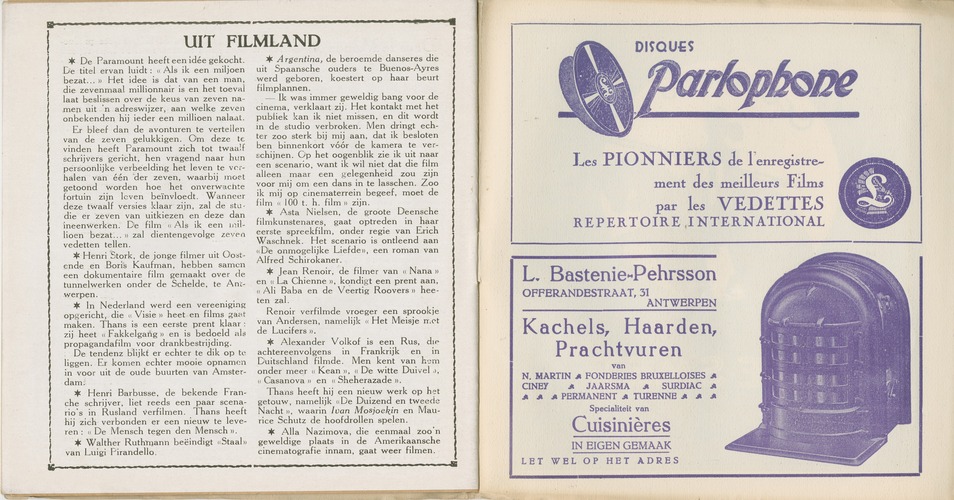 UIT FILMLAND
✶ De Paramount heeft een idée gekocht.
De titel ervan luidt : « Als ik een miljoen
bezat... » Het idee is dat van een man,
die zevenmaal millionnair is en het toeval
laat beslissen over de keus van zeven na-
men uit 'n adreswijzer, aan welke zeven
onbekenden hij ieder een millioen nalaat.
Er bleef dan de avonturen te vertellen
van de zeven gelukkigen. Om deze te
vinden heeft Paramount zich tot twaalf
schrijvers gericht, hen vragend naar hun
persoonlijke verbeelding het leven te ver-
halen van één der zeven, waarbij moet
getoond worden hoe het onverwachte
fortuin zijn leven beïnvloedt. Wanneer
deze twaalf versies klaar zijn, zal de stu-
die er zeven van uitkiezen en deze dan
ineenwerken. De film « Als ik een mil-
lioen bezat... » zal dientengevolge zeven
vedetten tellen.
✶ Henri Stork, de jonge filmer uit Oost-
ende en Boris Kaufman, hebben samen
een dokumentaire film gemaakt over de
tunnelwerken onder de Schelde, te Ant-
werpen.
✶ In Nederland werd een vereeniging
opgericht, die « Visie » heet en films gaat
maken. Thans is een eerste prent klaar :
zij heet « Fakkelgang » en is bedoeld als
propagandafilm voor drankbestrijding.
De tendenz blijkt er echter te dik op te
liggen. Er komen echter mooie opnamen
in voor uit de oude buurten van Amster-
dam.
✶ Henri Barbusse, de bekende Fran-
che schrijver, liet reeds een paar scena-
rio's in Rusland verfilmen. Thans heeft
hij zich verbonden er een nieuw te leve-
ren : « De Mensch tegen den Mensch ».
✶ Walther Ruthmann beëindigt «Staal»
van Luigi Pirandello.
✶ Argentina, de beroemde danseres die
uit Spaansche ouders te Buenos-Ayres
werd geboren, koestert op haar beurt
filmplannen.
— Ik was immer geweldig bang voor de
cinema, verklaart zij. Het kontakt met het
publiek kan ik niet missen, en dit wordt
in de studio verbroken. Men dringt ech-
ter zoo sterk bij mij aan, dat ik besloten
ben binnenkort vóór de kamera te ver-
schijnen. Op het oogenblik zie ik uit naar
een scenario, want ik wil niet dat die film
alleen maar een gelegenheid zou zijn
voor mij om een dans in te lasschen. Zoo
ik mij op cinematerrein begeef, moet de
film « 100 t. h. film » zijn.
✶ Asta Nielsen, de groote Deensche
filmkunstenares, gaat optreden in haar
eerste spreekfilm, onder regie van Erich
Waschnek. Het scenario is ontleend aan
«De onmogelijke Liefde», een roman van
Alfred Schirokaner.
✶ Jean Renoir, de filmer van « Nana »
en « La Chienne », kondigt een prent aan,
« Ali Baba en de Veertig Roovers » hee-
ten zal.
Renoir verfilmde vroeger een sprookje
van Andersen, namelijk « Het Meisje met
de Lucifers ».
✶ Alexander Volkof is een Rus, die
achtereenvolgens in Frankrijk en in
Duitschland filmde. Men kent van hem
onder meer « Kean », « De witte Duivel »,
« Casanova » en « Sheherazade ».
Thans heeft hij een nieuw werk op het
getouw, namelijk «De Duizend en tweede
Nacht », waarin Ivan Mosjoekin en Mau-
rice Schutz de hoofdrollen spelen.
✶ Alla Nazimova, die eenmaal zoo'n
geweldige plaats in de Amerikaansche
cinematografie innam, gaat weer filmen.
DISQUES
Parlophone
Les PIONNIERS de l'enregistre-
ment des meilleurs Films
par les VEDETTES
REPERTOIRE INTERNATIONAL
L. Bastenie-Pehrsson
OFFERANDESTRAAT, 31
ANTWERPEN
Kachels, Haarden,
Prachtvuren
van
N. MARTIN FONDERIES BRUXELLOISES
CINEY JAARSMA SURDIAC
PERMANENT TURENNE
Specialiteit van
Cuisinières
IN EIGEN GEMAAK
LET WEL OP HET ADRES